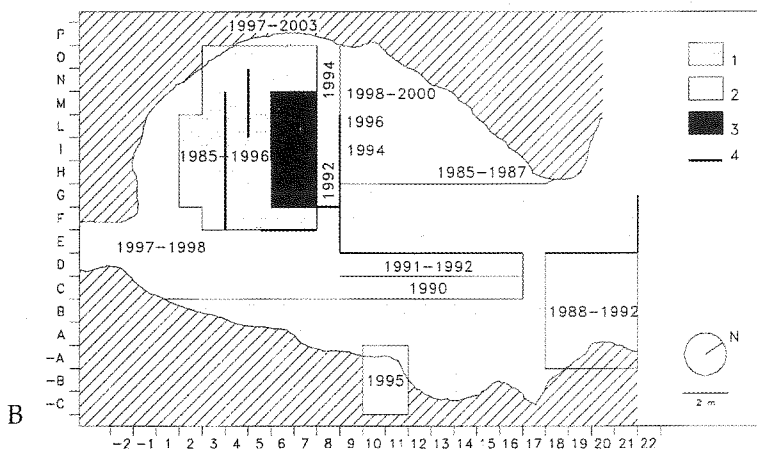 P
1997-2003
O
N
M
L
I
H
G
F
E
D
C
B
A
-A
-B
-C
1994
1998-2000
1996
1994
1985-1996
1992
1985-1987
1997-1998
1991-1992
1990
1988-1992
1995
1
2
3
4
N
2 m
B
-2 -1 1 2 3 4 5 6 7 8 9 10 11 12 13 14 15 16 17 18 19 20 21 22